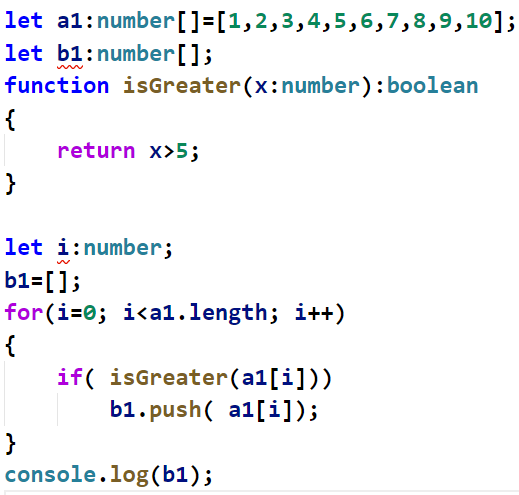 let a1:number[]=[1,2,3,4,5,6,7,8,9,10];
let b1:number[];
function isGreater(x:number):boolean
{
    return x>5;
}

let i:number;
b1=[];
for(i=0; i<a1.length; i++)
{
    if( isGreater(a1[i]))
        b1.push( a1[i]);
}
console.log(b1);